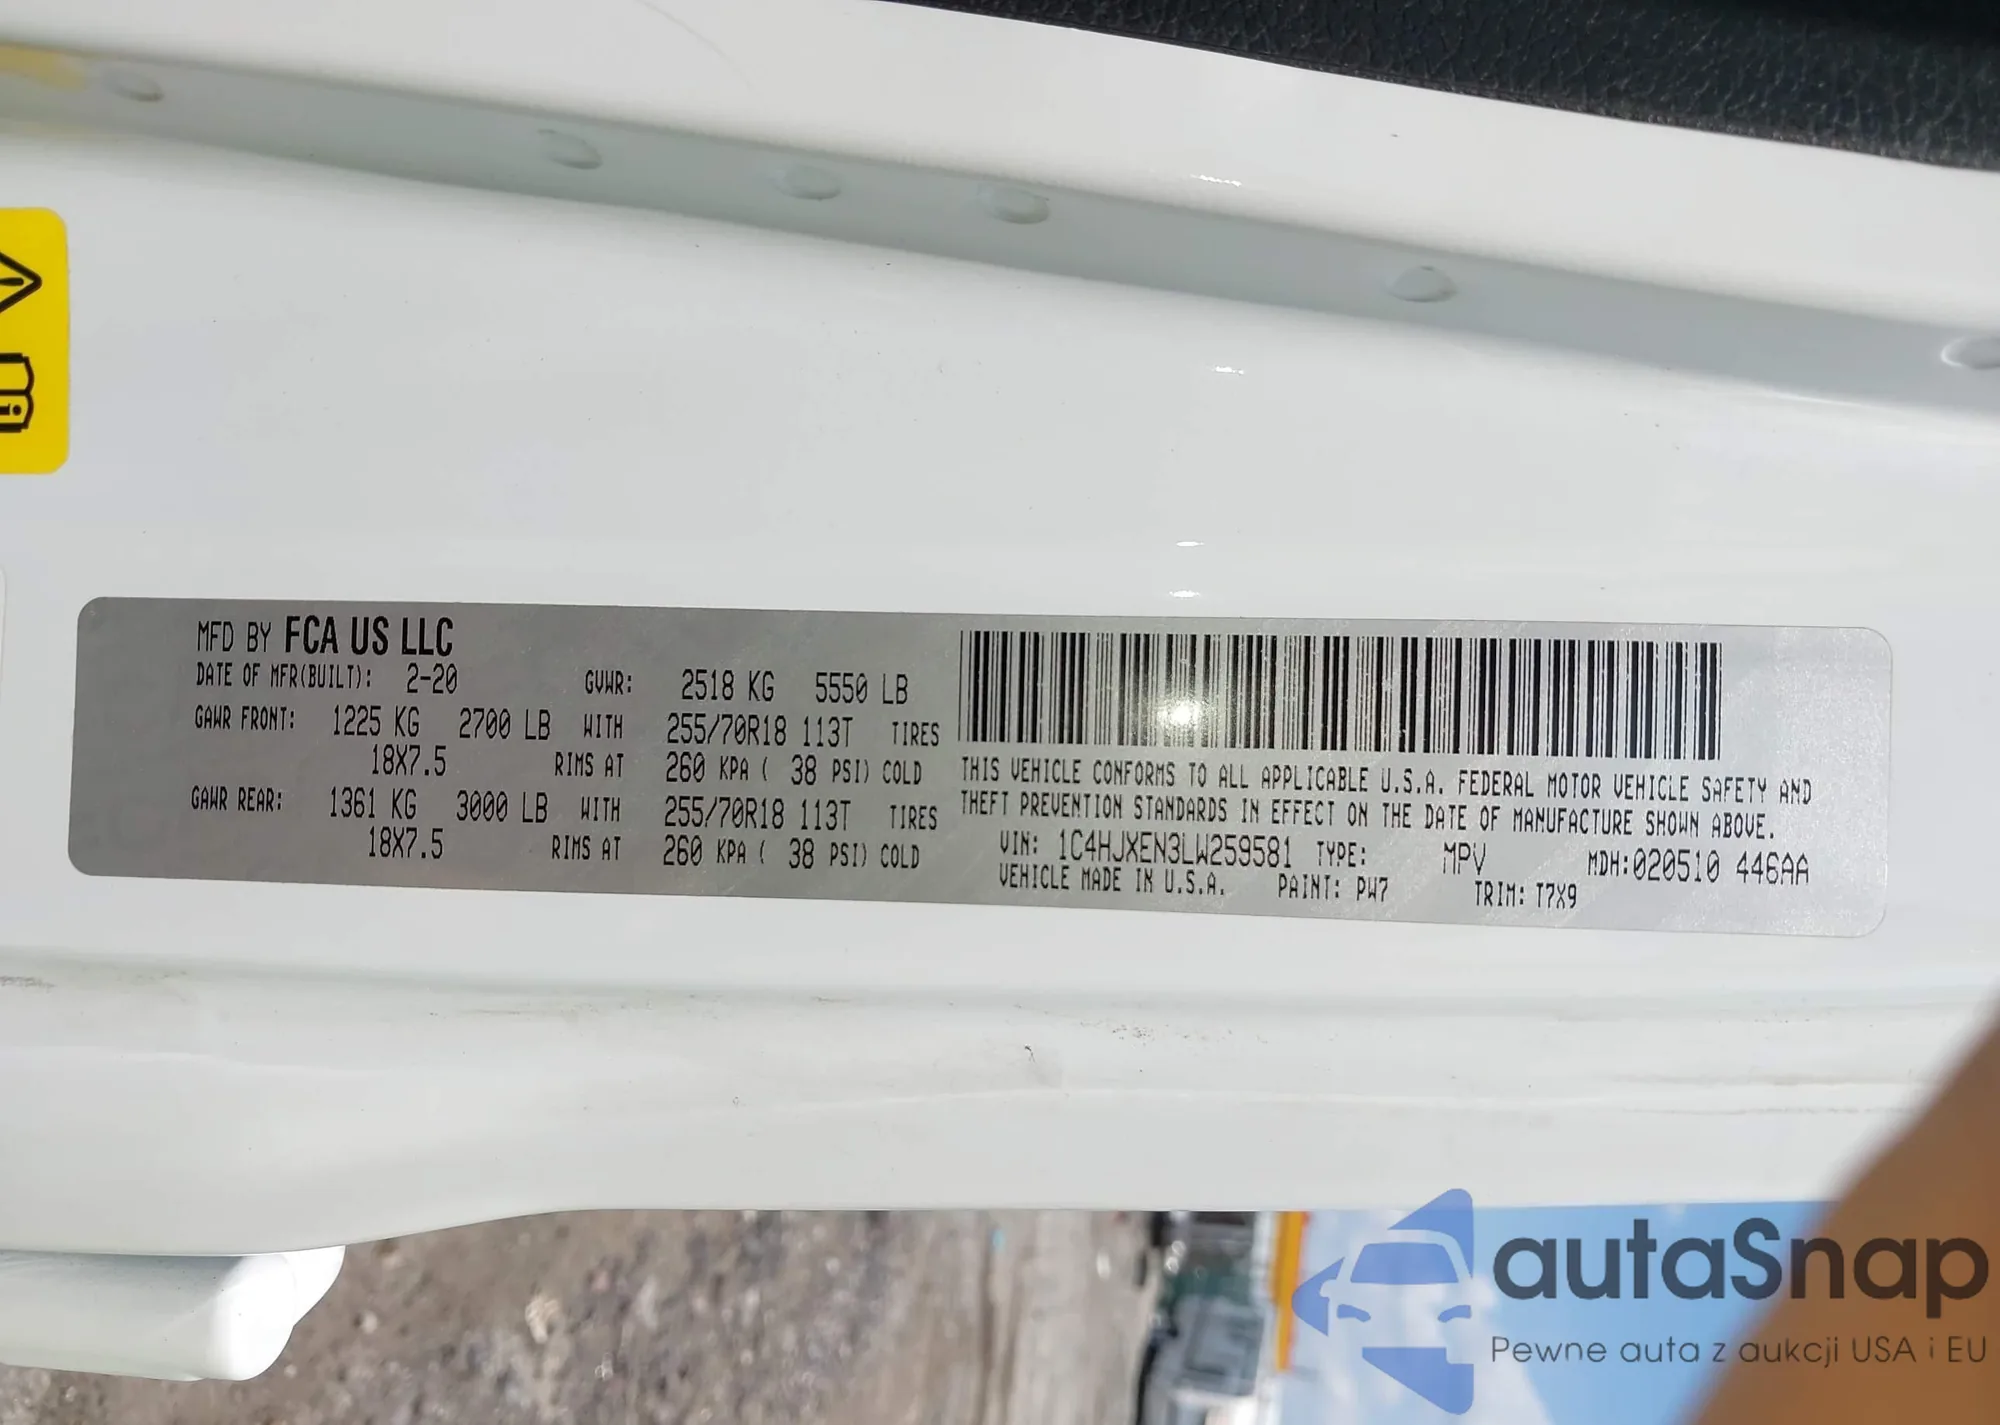 MFD BY FCA US LLC
DATE OF MFR(BUILT): 2-20 GVWR: 2518 KG 5550 LB
GAWR FRONT: 1225 KG 2700 LB WITH 255/70R18 113T TIRES
18X7.5 RIMS AT 260 KPA ( 38 PSI) COLD
GAWR REAR: 1361 KG 3000 LB WITH 255/70R18 113T TIRES
18X7.5 RIMS AT 260 KPA ( 38 PSI) COLD
THIS VEHICLE CONFORMS TO ALL APPLICABLE U.S.A. FEDERAL MOTOR VEHICLE SAFETY AND
THEFT PREVENTION STANDARDS IN EFFECT ON THE DATE OF MANUFACTURE SHOWN ABOVE.
VIN: 1C4HJXEN3LW259581 TYPE: MPV MDH:020510 446AA
VEHICLE MADE IN U.S.A. PAINT: PW7 TRIM: T7X9
autaSnap
Pewne auta z aukcji USA i EU